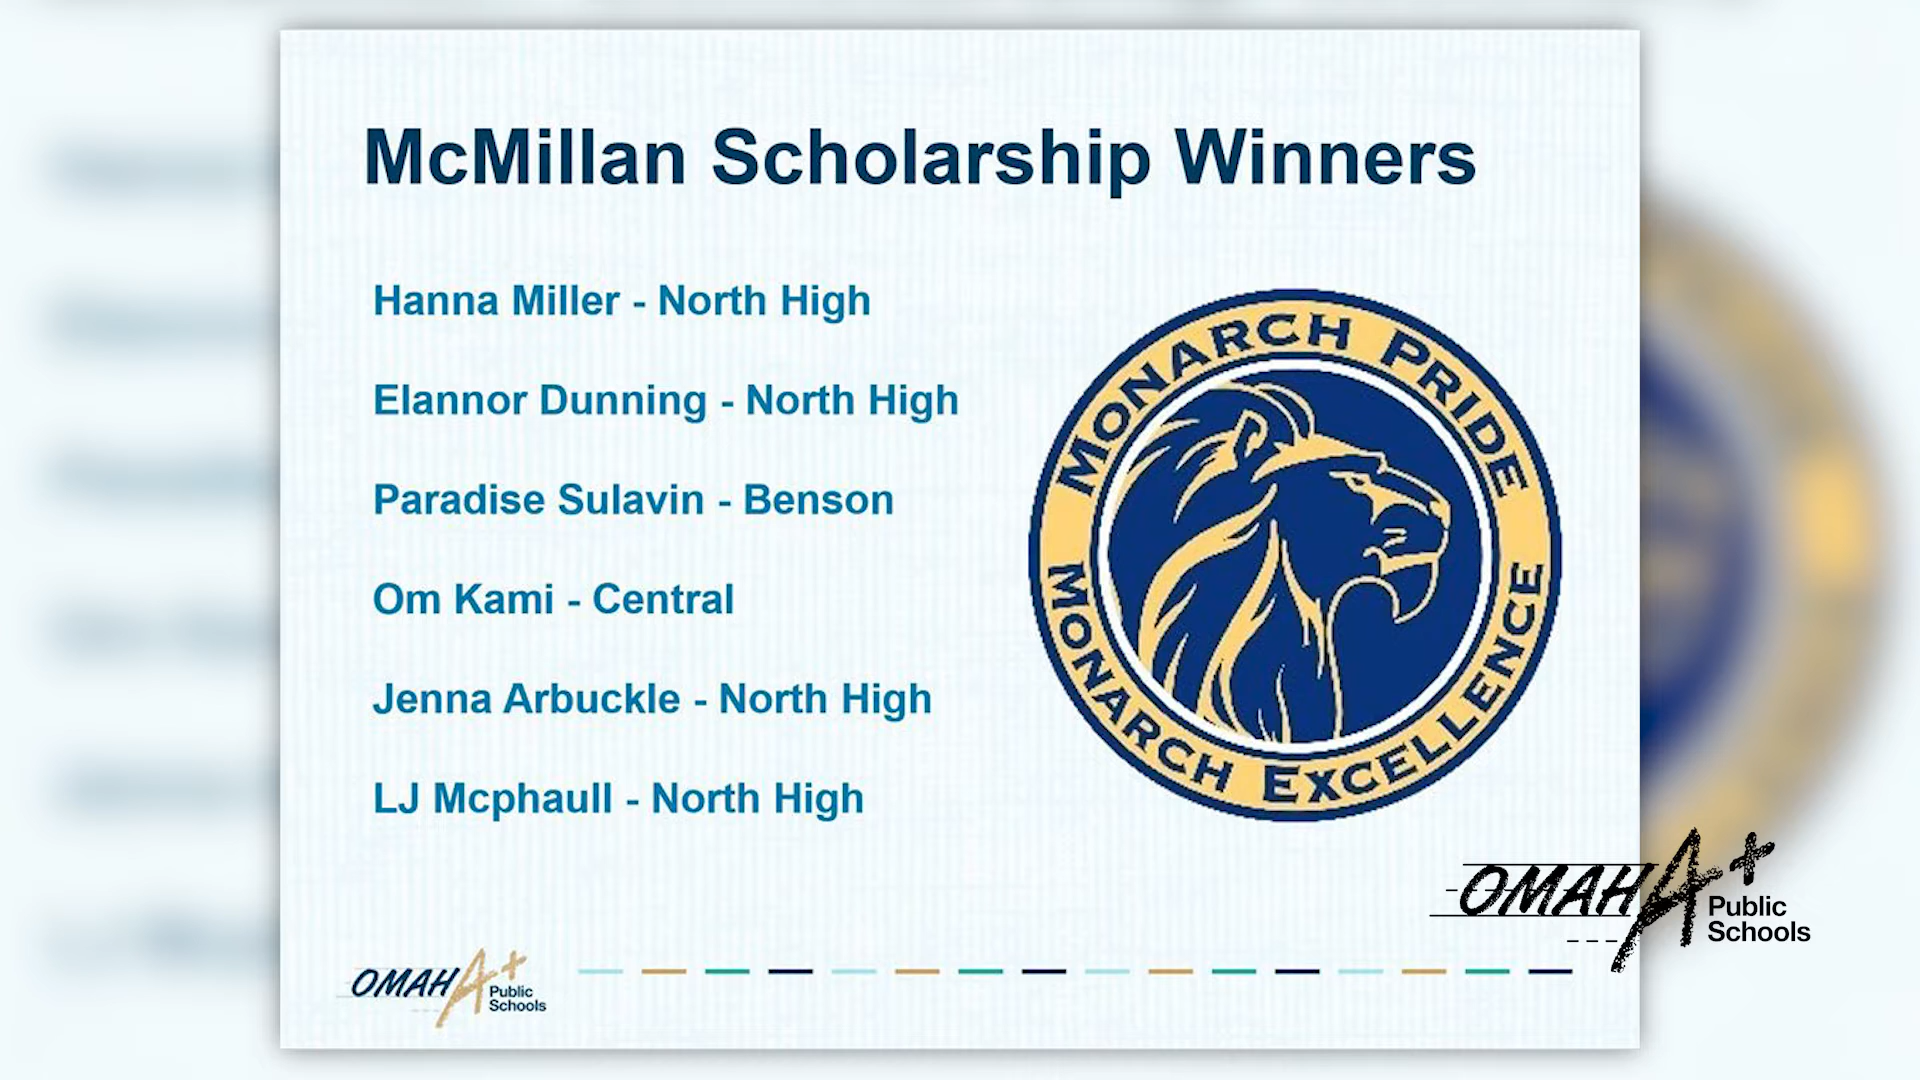 McMillan Scholarship Winners
Hanna Miller - North High
Elannor Dunning - North High
Paradise Sulavin - Benson
Om Kami - Central
Jenna Arbuckle - North High
LJ Mcphaull - North High
MONARCH PRIDE
MONARCH EXCELLENCE
OMAHA+
Public
Schools
OMAHA+
Public
Schools